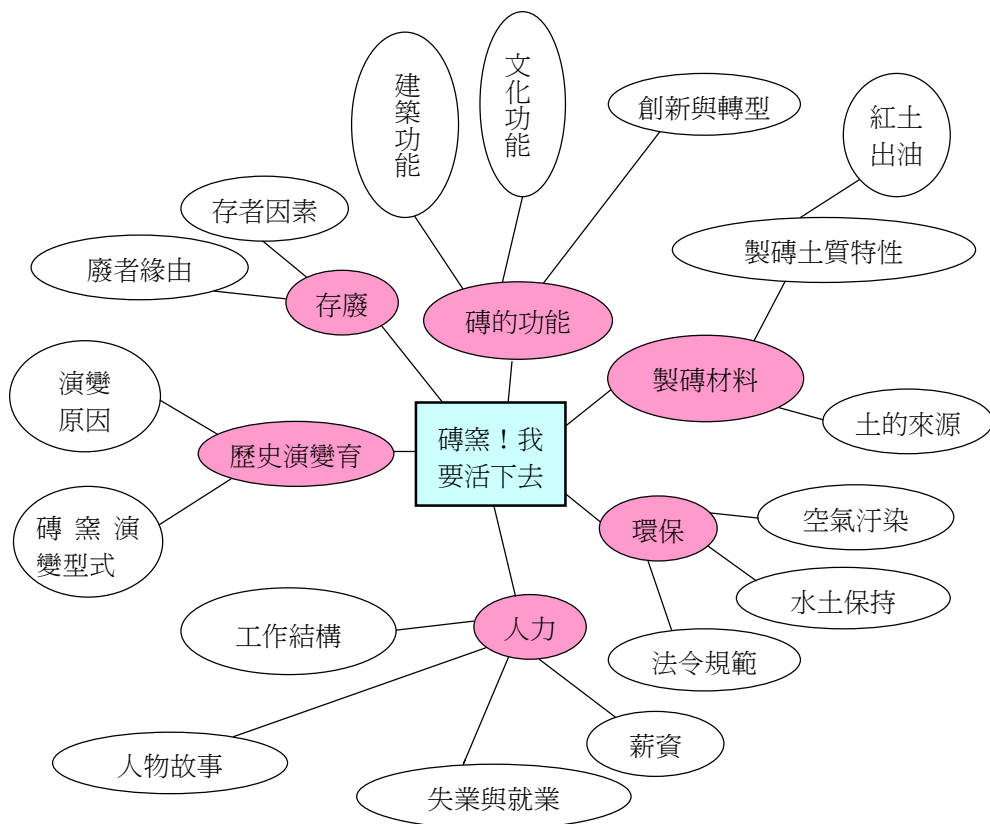 建築功能
文化功能
創新與轉型
紅土
出油
存者因素
製磚土質特性
廢者緣由
存廢
磚的功能
製磚材料
演變
原因
土的來源
磚窯！我
要活下去
歷史演變育
空氣汙染
磚窯演
變型式
環保
水土保持
人力
工作結構
法令規範
薪資
人物故事
失業與就業